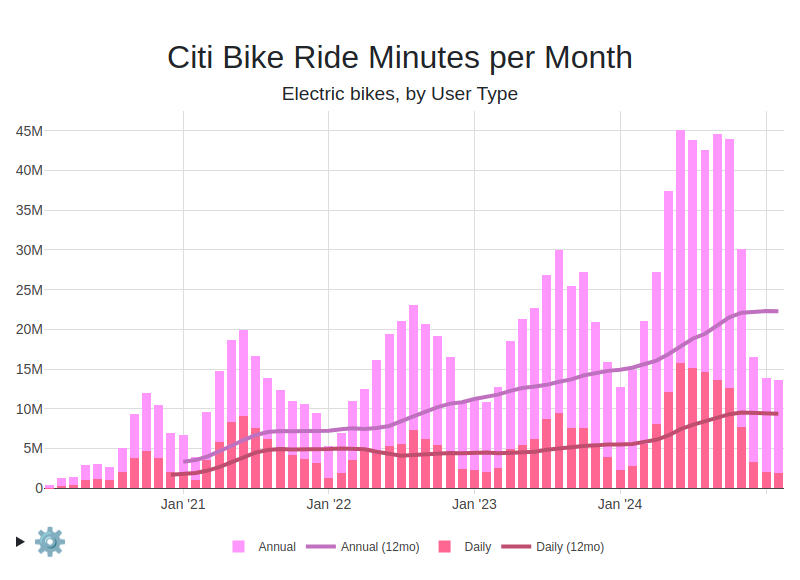 Citi Bike Ride Minutes per Month
Electric bikes, by User Type
45M
40M
35M
30M
25M
20M
15M
10M
5M
0
Jan '21 Jan '22 Jan '23 Jan '24
Annual Annual (12mo) Daily Daily (12mo)